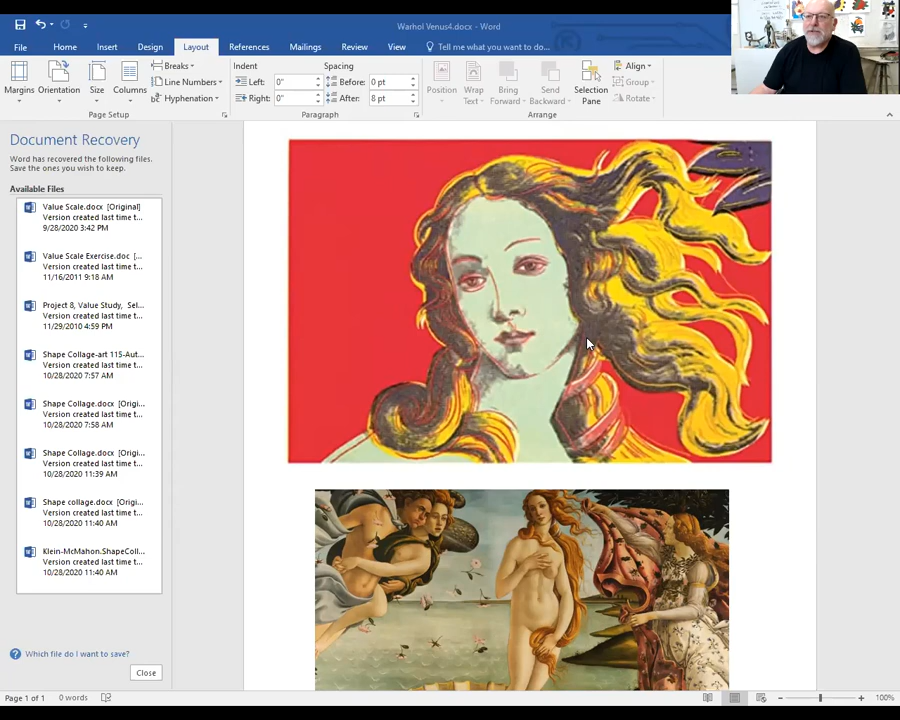 Warhol Venus4.docx - Word
File Home Insert Design Layout References Mailings Review View Tell me what you want to do...
Margins Orientation Size Columns
Breaks
Line Numbers
Hyphenation
Page Setup
Indent
Left: 0"
Right: 0"
Spacing
Before: 0 pt
After: 8 pt
Paragraph
Position
Wrap Text
Bring Forward
Send Backward
Selection Pane
Align
Group
Rotate
Arrange
Document Recovery
Word has recovered the following files.
Save the ones you wish to keep.
Available Files
Value Scale.docx [Original]
Version created last time t...
9/28/2020 3:42 PM
Value Scale Exercise.doc [...
Version created last time t...
11/16/2011 9:18 AM
Project 8, Value Study, Sel...
Version created last time t...
11/29/2010 4:59 PM
Shape Collage-art 115-Aut...
Version created last time t...
10/28/2020 7:57 AM
Shape Collage.docx [Origi...
Version created last time t...
10/28/2020 7:58 AM
Shape Collage.docx [Origi...
Version created last time t...
10/28/2020 11:39 AM
Shape collage.docx [Origi...
Version created last time t...
10/28/2020 11:40 AM
Klein-McMahon.ShapeColl...
Version created last time t...
10/28/2020 11:40 AM
Which file do I want to save?
Close
Page 1 of 1 0 words
100%